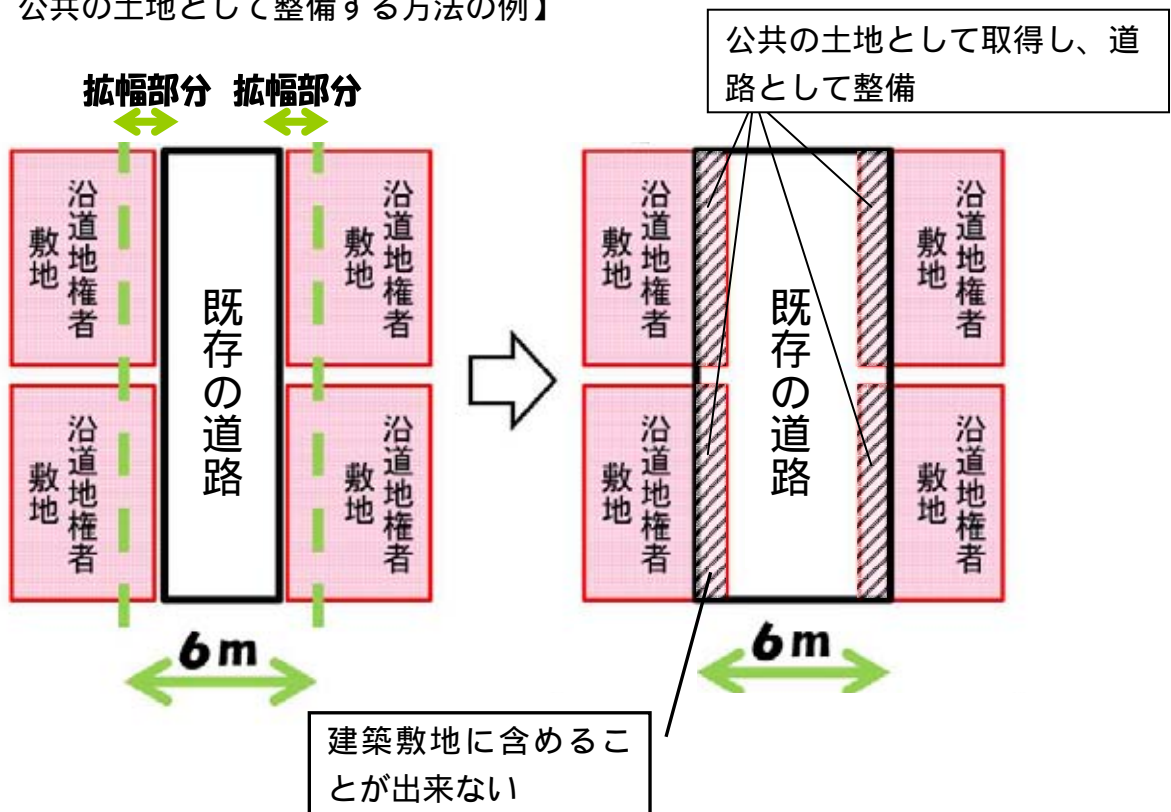 公共の土地として整備する方法の例】
公共の土地として取得し、道
路として整備
拡幅部分 拡幅部分
沿道地権者
敷地
既存の道路
沿道地権者
敷地
沿道地権者
敷地
沿道地権者
敷地
6m
沿道地権者
敷地
既存の道路
沿道地権者
敷地
沿道地権者
敷地
沿道地権者
敷地
6m
建築敷地に含めるこ
とが出来ない